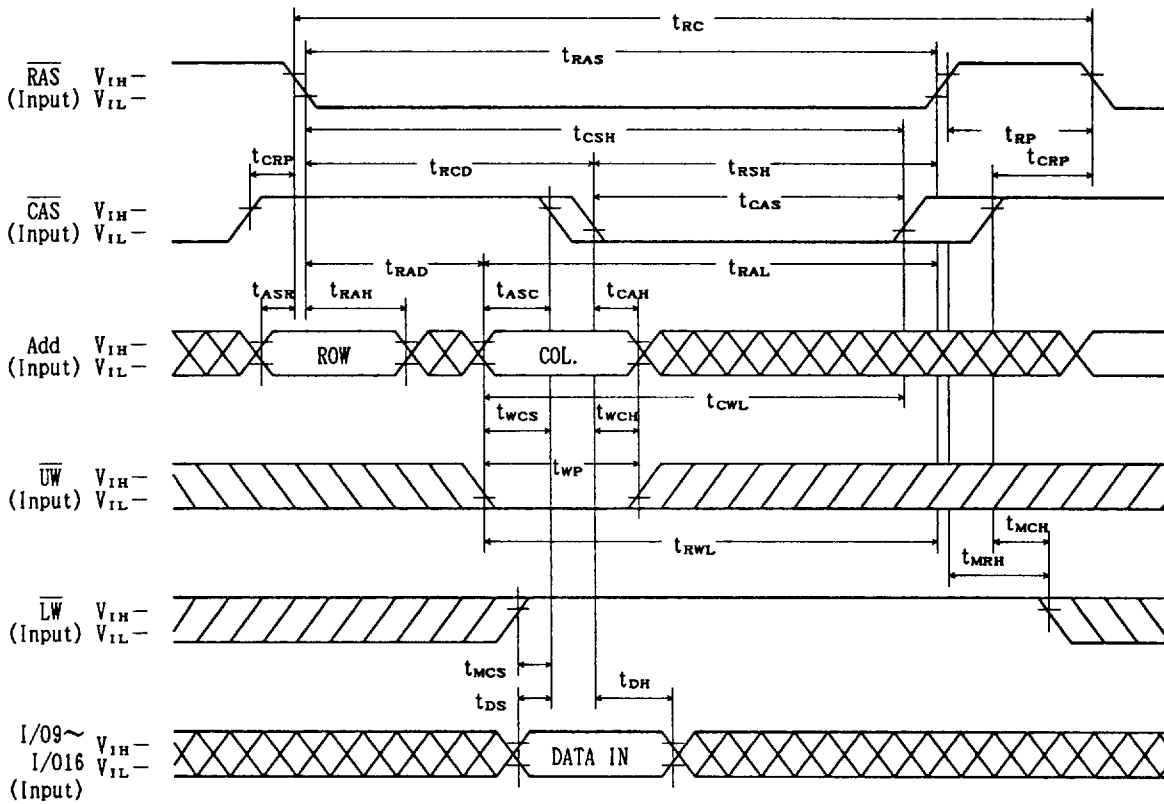 tRC
tRAS
RAS VIH—
(Input) VIL—
tCSH
tRP
tCRP
tRCD
tRSH
tCRP
CAS VIH—
(Input) VIL—
tCAS
tRAD
tRAL
tASR
tRAH
tASC
tCAH
Add VIH—
(Input) VIL—
ROW
COL.
tCWL
tWCS
tWCH
tWP
UW VIH—
(Input) VIL—
tRWL
tMCH
tMRH
LW VIH—
(Input) VIL—
tMCS
tDS
tDH
I/O9~ VIH—
I/O16 VIL—
(Input)
DATA IN